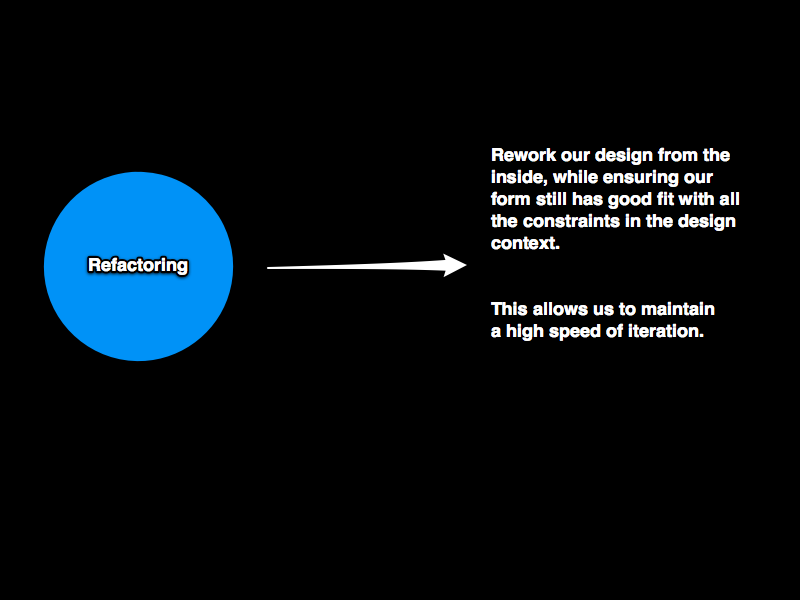 Refactoring
Rework our design from the
inside, while ensuring our
form still has good fit with all
the constraints in the design
context.
This allows us to maintain
a high speed of iteration.